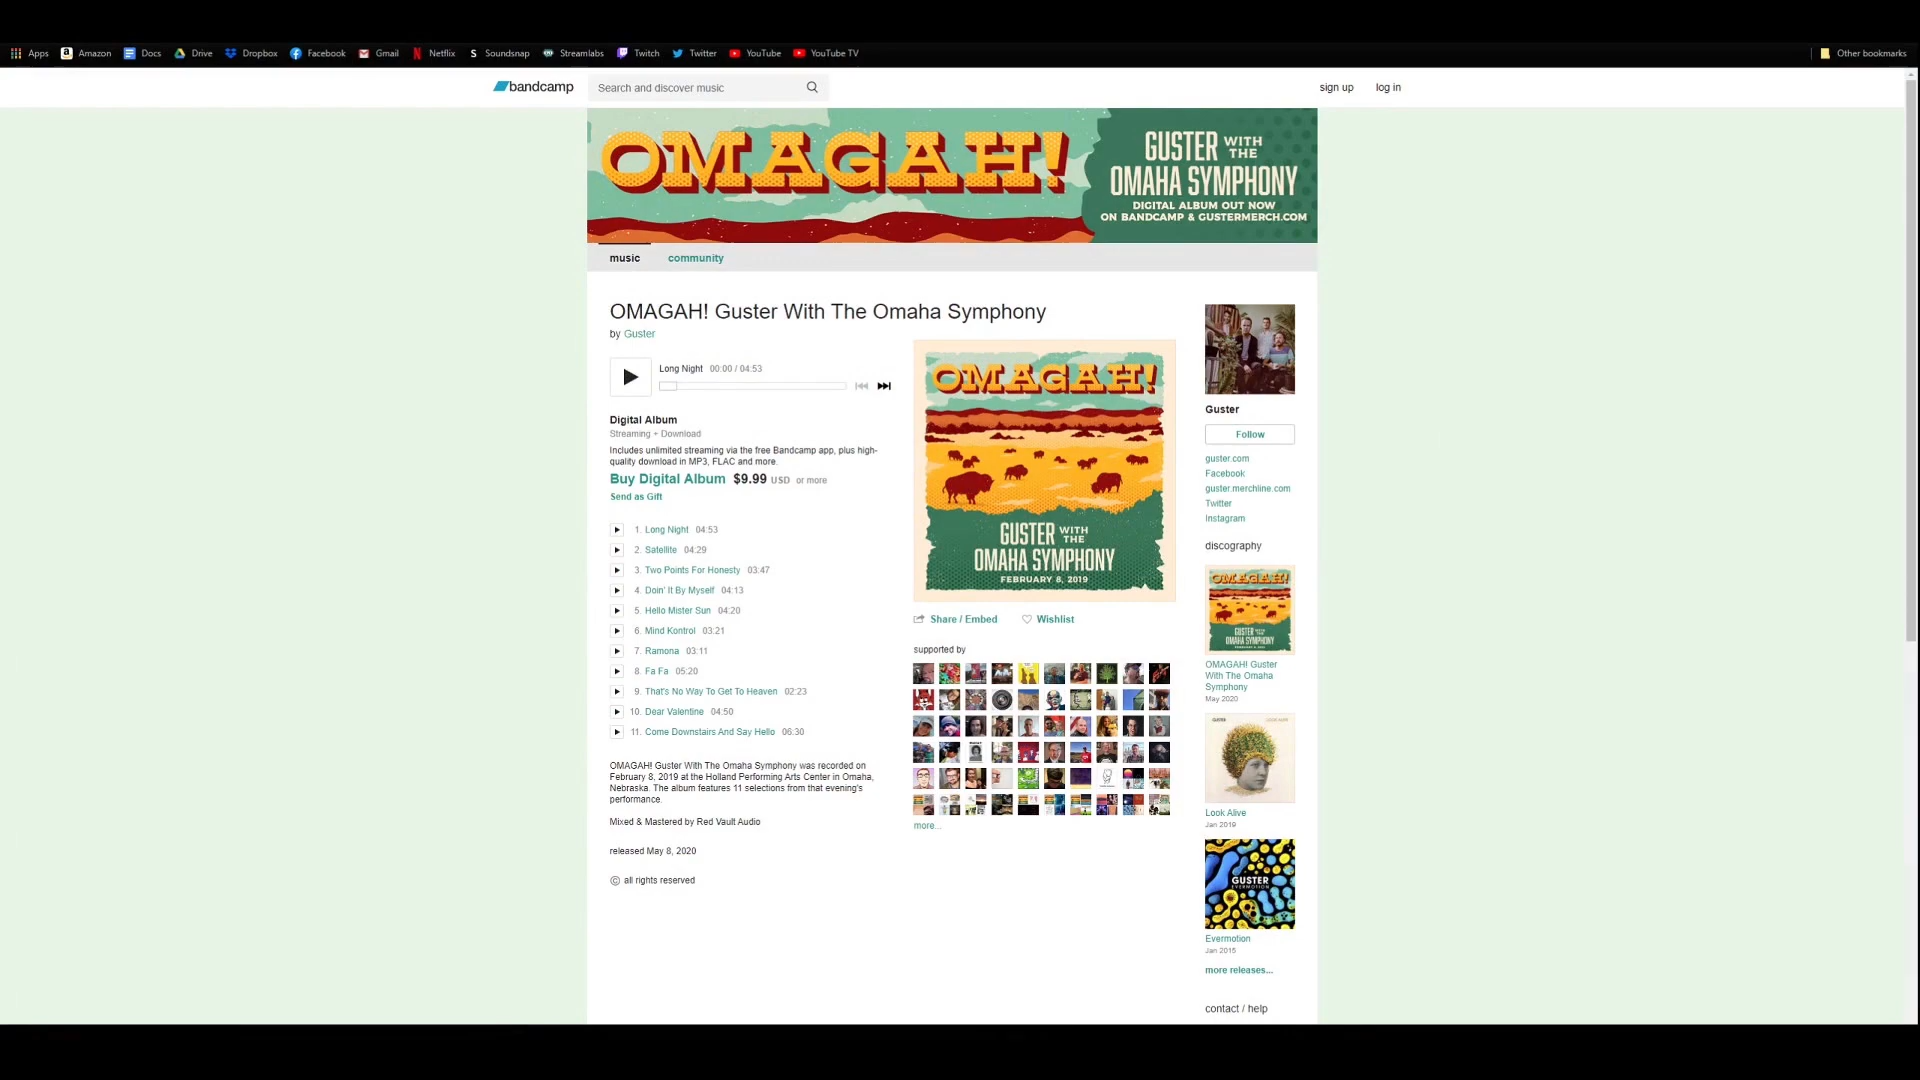 Apps Amazon Docs Drive Dropbox Facebook Gmail Netflix Soundsnap Streamlabs Twitch Twitter YouTube YouTube TV Other bookmarks
bandcamp Search and discover music sign up log in
OMAGAH!
GUSTER WITH THE
OMAHA SYMPHONY
DIGITAL ALBUM OUT NOW
ON BANDCAMP & GUSTERMERCH.COM
music community
OMAGAH! Guster With The Omaha Symphony
by Guster
Long Night 00:00 / 04:53
Digital Album
Streaming + Download
Includes unlimited streaming via the free Bandcamp app, plus high-
quality download in MP3, FLAC and more.
Buy Digital Album $9.99 USD or more
Send as Gift
1. Long Night 04:53
2. Satellite 04:29
3. Two Points For Honesty 03:47
4. Doin' It By Myself 04:13
5. Hello Mister Sun 04:20
6. Mind Kontrol 03:21
7. Ramona 03:11
8. Fa Fa 05:20
9. That's No Way To Get To Heaven 02:23
10. Dear Valentine 04:50
11. Come Downstairs And Say Hello 06:30
OMAGAH! Guster With The Omaha Symphony was recorded on
February 8, 2019 at the Holland Performing Arts Center in Omaha,
Nebraska. The album features 11 selections from that evening's
performance.
Mixed & Mastered by Red Vault Audio
released May 8, 2020
© all rights reserved
OMAGAH!
GUSTER WITH THE
OMAHA SYMPHONY
FEBRUARY 8, 2019
Share / Embed Wishlist
supported by
more...
Guster
Follow
guster.com
Facebook
guster.merchline.com
Twitter
Instagram
discography
OMAGAH!
GUSTER WITH THE
OMAHA SYMPHONY
OMAGAH! Guster
With The Omaha
Symphony
May 2020
GUSTER LOOK ALIVE
Look Alive
Jan 2019
GUSTER
EVERMOTION
Evermotion
Jan 2015
more releases...
contact / help